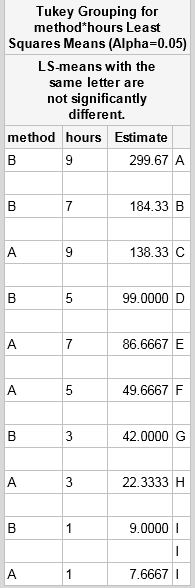 Tukey Grouping for
method*hours Least
Squares Means (Alpha=0.05)
LS-means with the
same letter are
not significantly
different.
method hours Estimate
B 9 299.67 A
B 7 184.33 B
A 9 138.33 C
B 5 99.0000 D
A 7 86.6667 E
A 5 49.6667 F
B 3 42.0000 G
A 3 22.3333 H
B 1 9.0000 I
I
A 1 7.6667 I